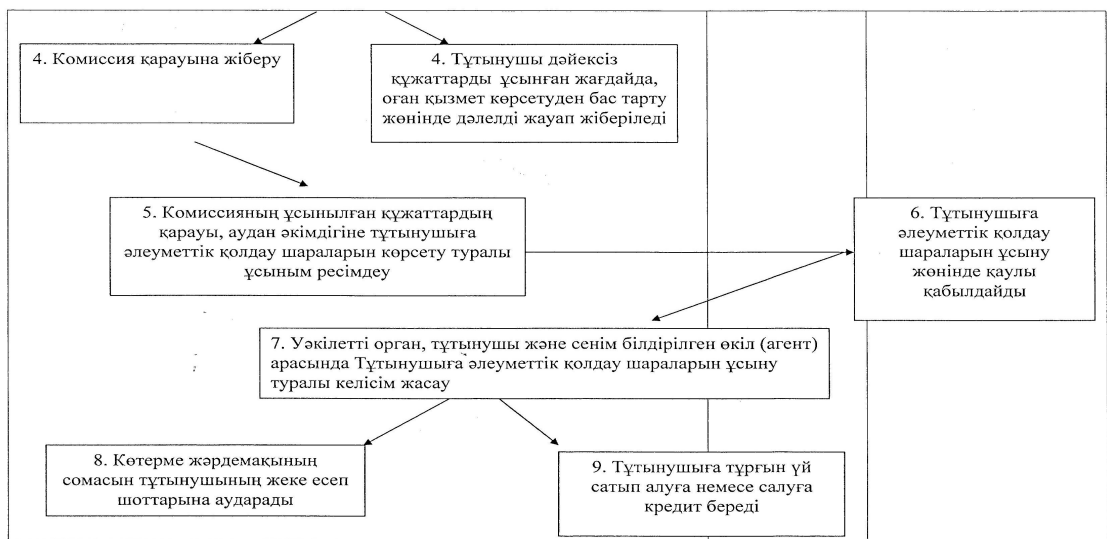 4. Комиссия қарауына жіберу
4. Тұтынушы дәйексіз
құжаттарды ұсынған жағдайда,
оған қызмет көрсетуден бас тарту
жөнінде дәлелді жауап жіберіледі
5. Комиссияның ұсынылған құжаттардың
қарауы, аудан әкімдігіне тұтынушыға
әлеуметтік қолдау шараларын көрсету туралы
ұсыным ресімдеу
6. Тұтынушыға
әлеуметтік қолдау
шараларын ұсыну
жөнінде қаулы
қабылдайды
7. Уәкілетті орган, тұтынушы және сенім білдірілген өкіл (агент)
арасында Тұтынушыға әлеуметтік қолдау шараларын ұсыну
туралы келісім жасау
8. Көтерме жәрдемақының
сомасын тұтынушының жеке есеп
шоттарына аударады
9. Тұтынушыға тұрғын үй
сатып алуға немесе салуға
кредит береді